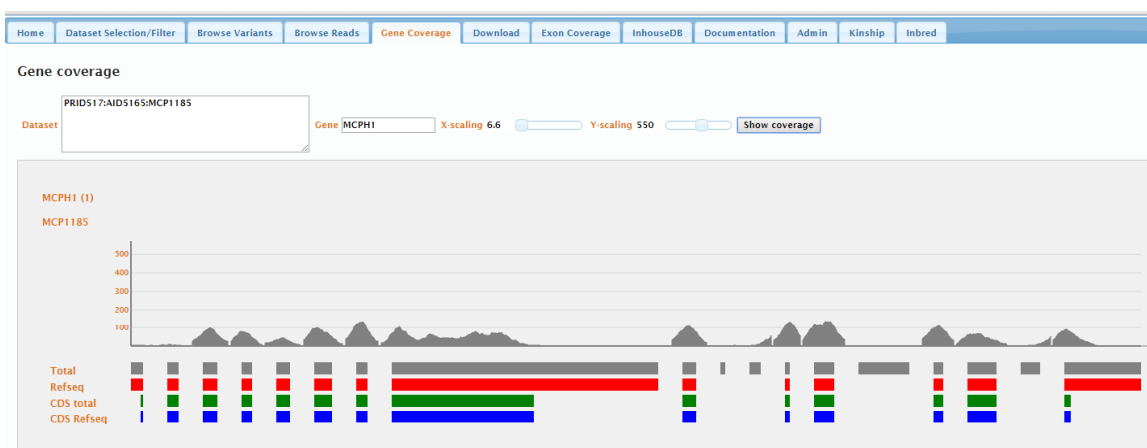 Home Dataset Selection/Filter Browse Variants Browse Reads Gene Coverage Download Exon Coverage InhouseDB Documentation Admin Kinship Inbred
Gene coverage
PRID517:AID5165:MCP1185
Dataset Gene MCPH1 X-scaling 6.6 Y-scaling 550 Show coverage
MCPH1 (1)
MCP1185
500
400
300
200
100
Total
Refseq
CDS total
CDS Refseq